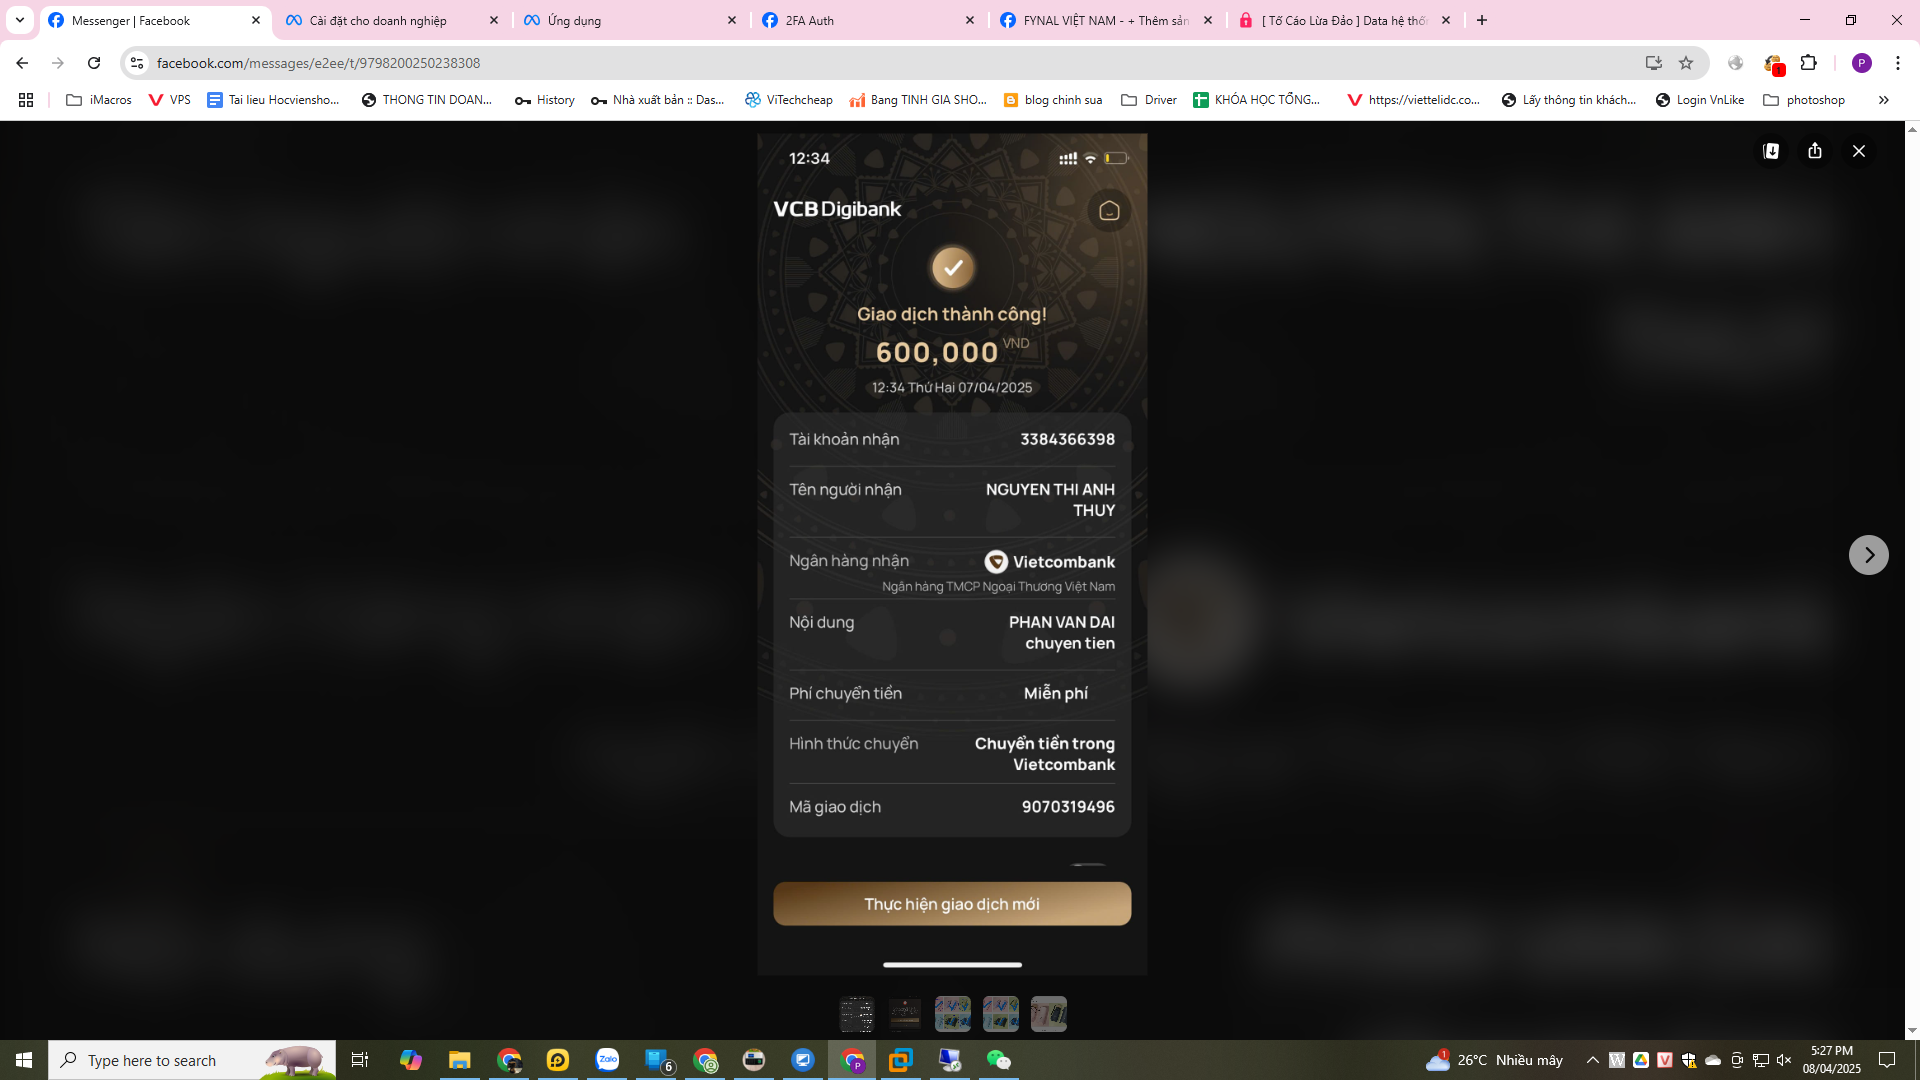 Messenger | Facebook
Cài đặt cho doanh nghiệp
Ứng dụng
2FA Auth
FYNAL VIỆT NAM - + Thêm sản
[ Tố Cáo Lừa Đảo ] Data hệ thốn
facebook.com/messages/e2ee/t/9798200250238308
P
iMacros
VPS
Tai lieu Hocviensho...
THONG TIN DOAN...
History
Nhà xuất bản :: Das...
ViTechcheap
Bang TINH GIA SHO...
blog chinh sua
Driver
KHÓA HỌC TỔNG...
https://viettelidc.co...
Lấy thông tin khách...
Login VnLike
photoshop
12:34
VCB Digibank
Giao dịch thành công!
600,000 VND
12:34 Thứ Hai 07/04/2025
Tài khoản nhận 3384366398
Tên người nhận NGUYEN THI ANH
THUY
Ngân hàng nhận Vietcombank
Ngân hàng TMCP Ngoại Thương Việt Nam
Nội dung PHAN VAN DAI
chuyen tien
Phí chuyển tiền Miễn phí
Hình thức chuyển Chuyển tiền trong
Vietcombank
Mã giao dịch 9070319496
Thực hiện giao dịch mới
Type here to search
Zalo
6
P
1
26°C Nhiều mây
5:27 PM
08/04/2025